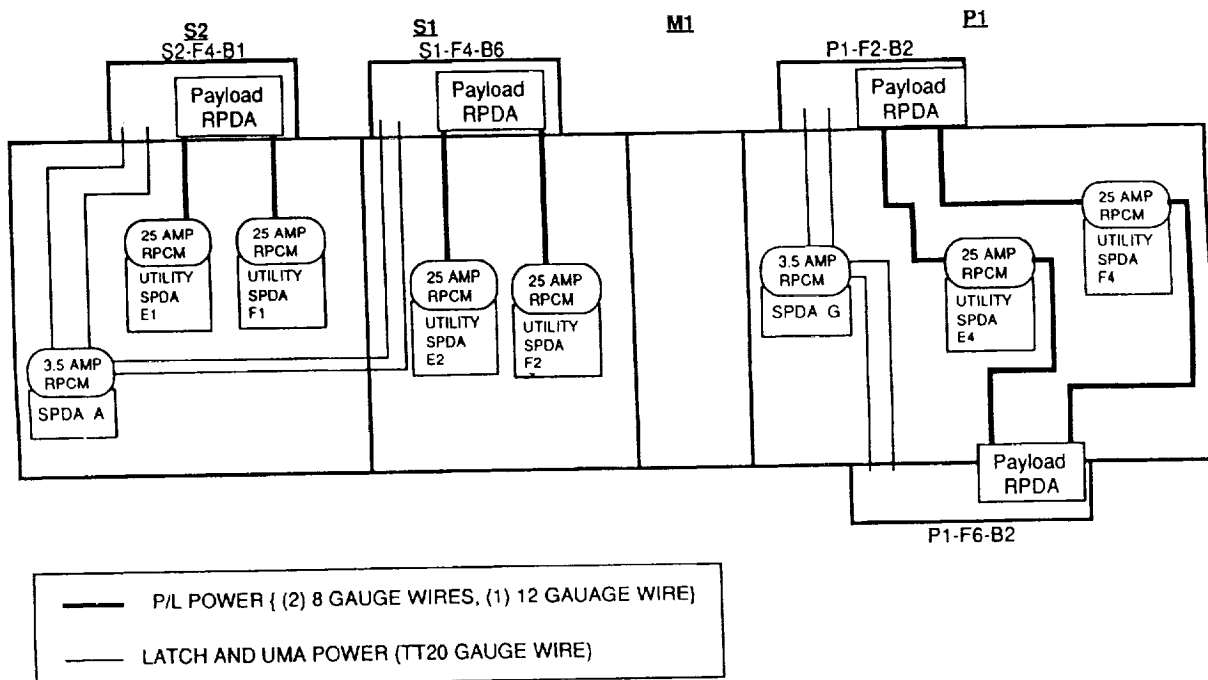 S2
S2-F4-B1
S1
S1-F4-B6
M1
P1
P1-F2-B2
Payload
RPDA
Payload
RPDA
Payload
RPDA
25 AMP
RPCM
UTILITY
SPDA
E1
25 AMP
RPCM
UTILITY
SPDA
F1
25 AMP
RPCM
UTILITY
SPDA
E2
25 AMP
RPCM
UTILITY
SPDA
F2
3.5 AMP
RPCM
SPDA A
3.5 AMP
RPCM
SPDA G
25 AMP
RPCM
UTILITY
SPDA
E4
25 AMP
RPCM
UTILITY
SPDA
F4
Payload
RPDA
P1-F6-B2
P/L POWER { (2) 8 GAUGE WIRES, (1) 12 GAUAGE WIRE}
LATCH AND UMA POWER (TT20 GAUGE WIRE)